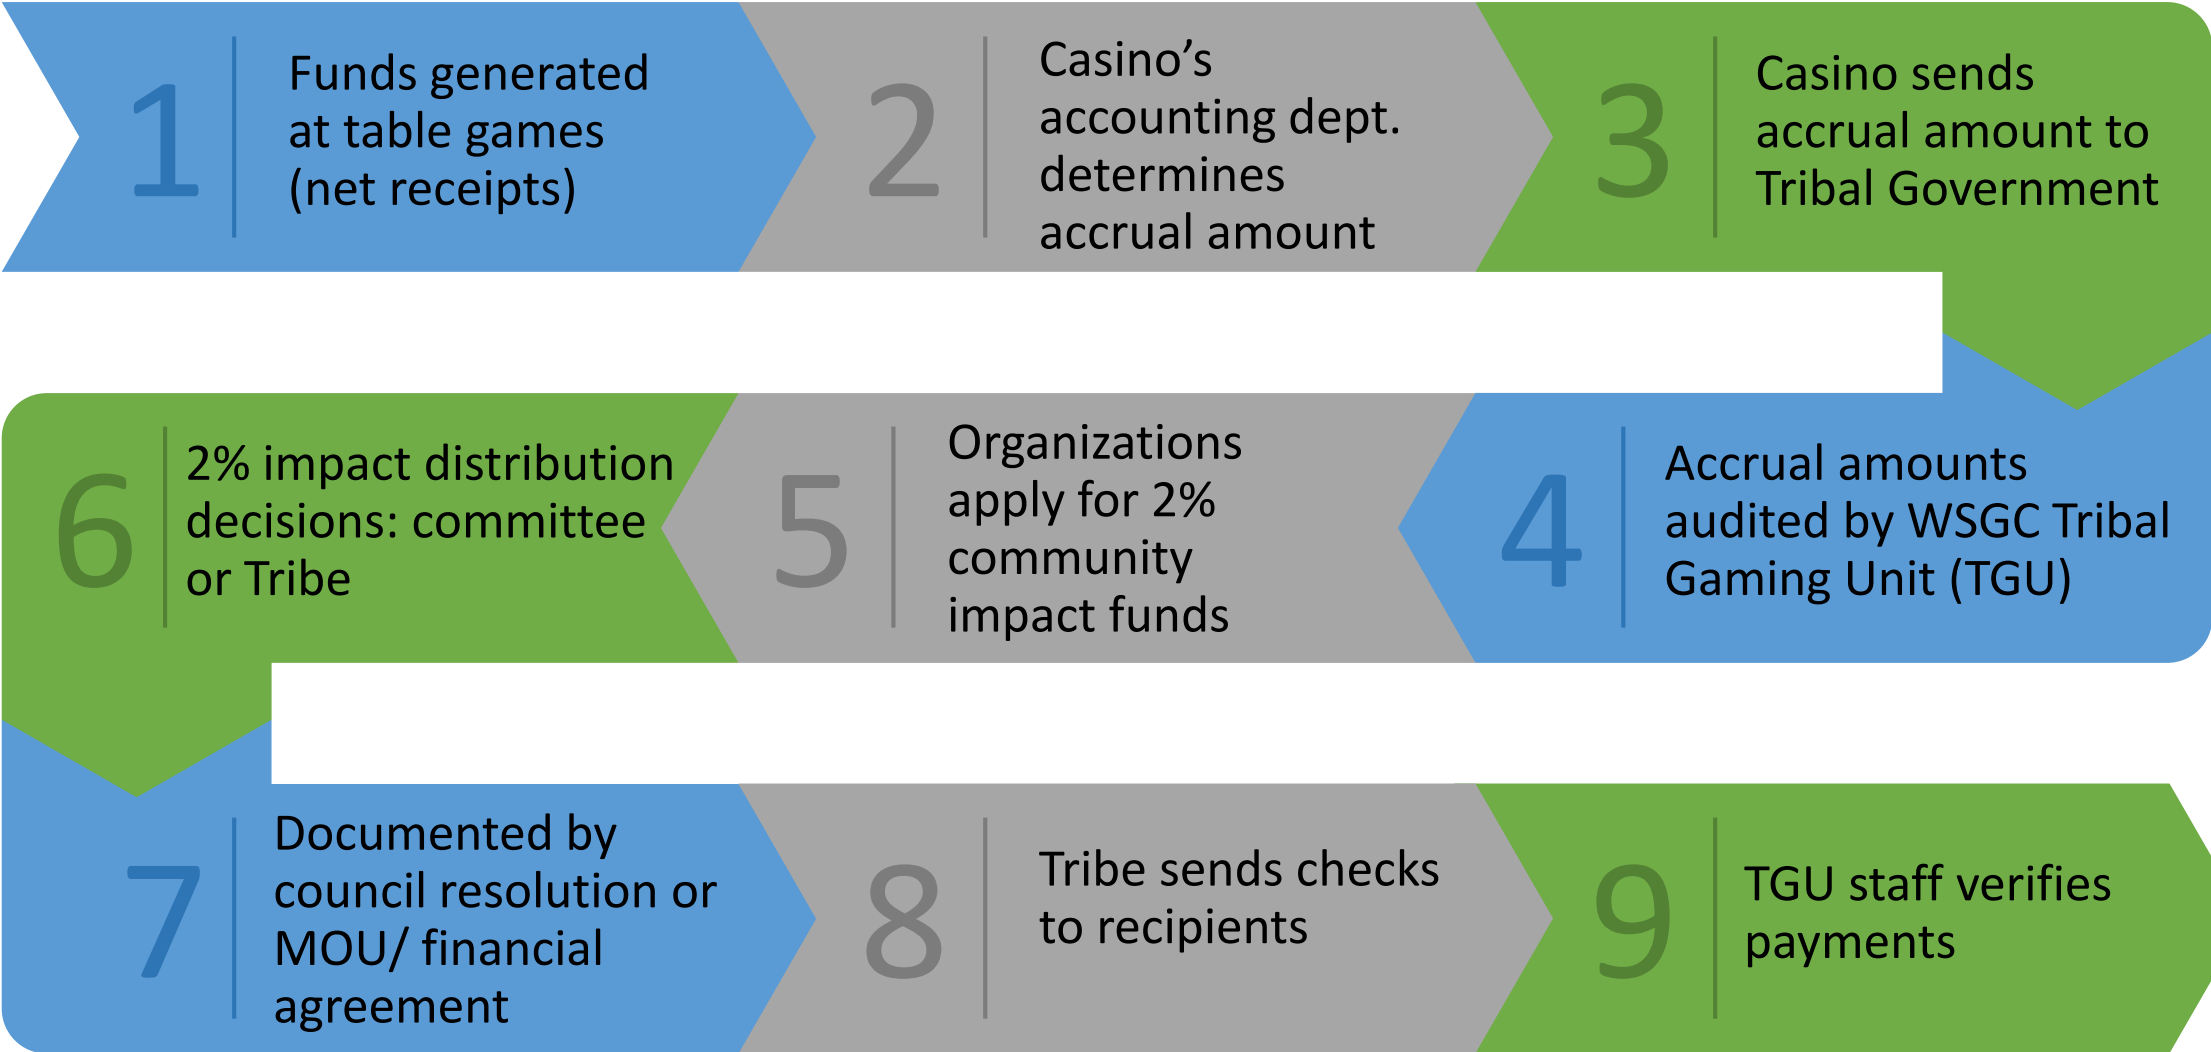 1
Funds generated
at table games
(net receipts)
2
Casino’s
accounting dept.
determines
accrual amount
3
Casino sends
accrual amount to
Tribal Government
4
Accrual amounts
audited by WSGC Tribal
Gaming Unit (TGU)
5
Organizations
apply for 2%
community
impact funds
6
2% impact distribution
decisions: committee
or Tribe
7
Documented by
council resolution or
MOU/ financial
agreement
8
Tribe sends checks
to recipients
9
TGU staff verifies
payments